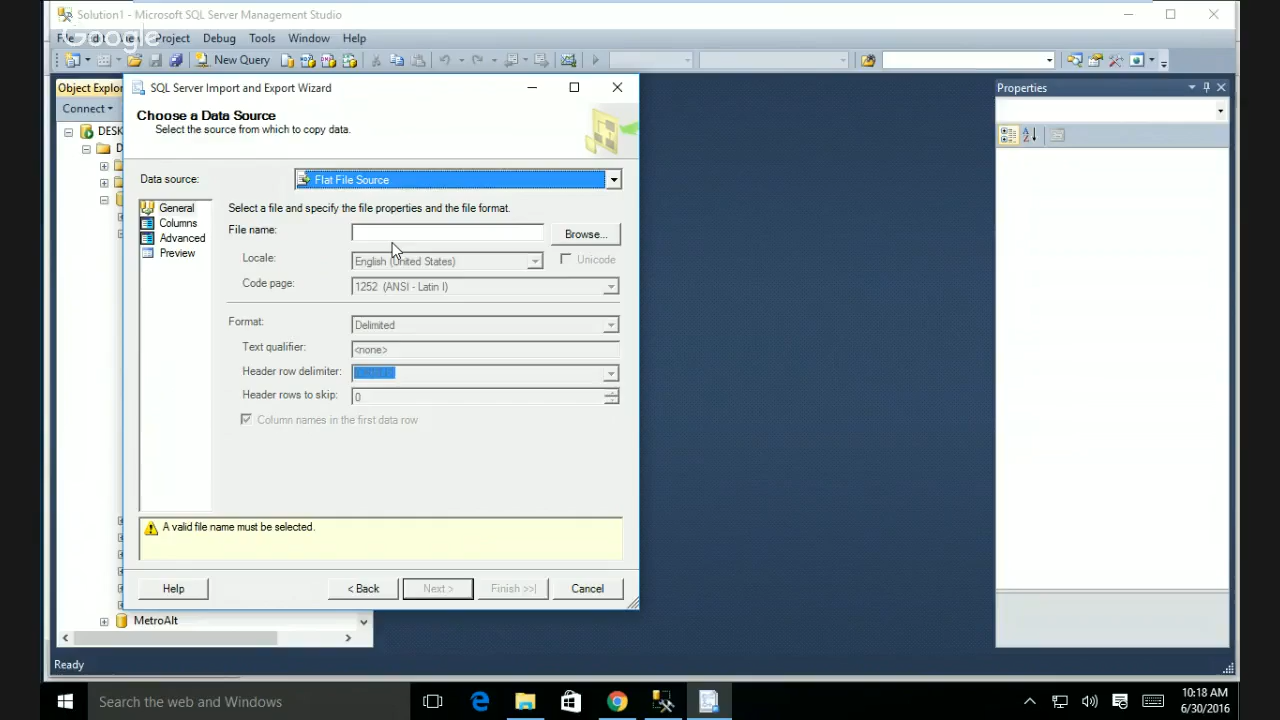 Solution1 - Microsoft SQL Server Management Studio
Project Debug Tools Window Help
Google
New Query
Object Explor
SQL Server Import and Export Wizard
Properties
Connect
Choose a Data Source
Select the source from which to copy data.
DESK
D
Data source: Flat File Source
General
Columns
Advanced
Preview
Select a file and specify the file properties and the file format.
File name: Browse...
Locale: English (United States) Unicode
Code page: 1252 (ANSI - Latin I)
Format: Delimited
Text qualifier: <none>
Header row delimiter:
Header rows to skip: 0
Column names in the first data row
A valid file name must be selected.
Help < Back Next > Finish >>| Cancel
MetroAlt
Ready
Search the web and Windows
10:18 AM
6/30/2016